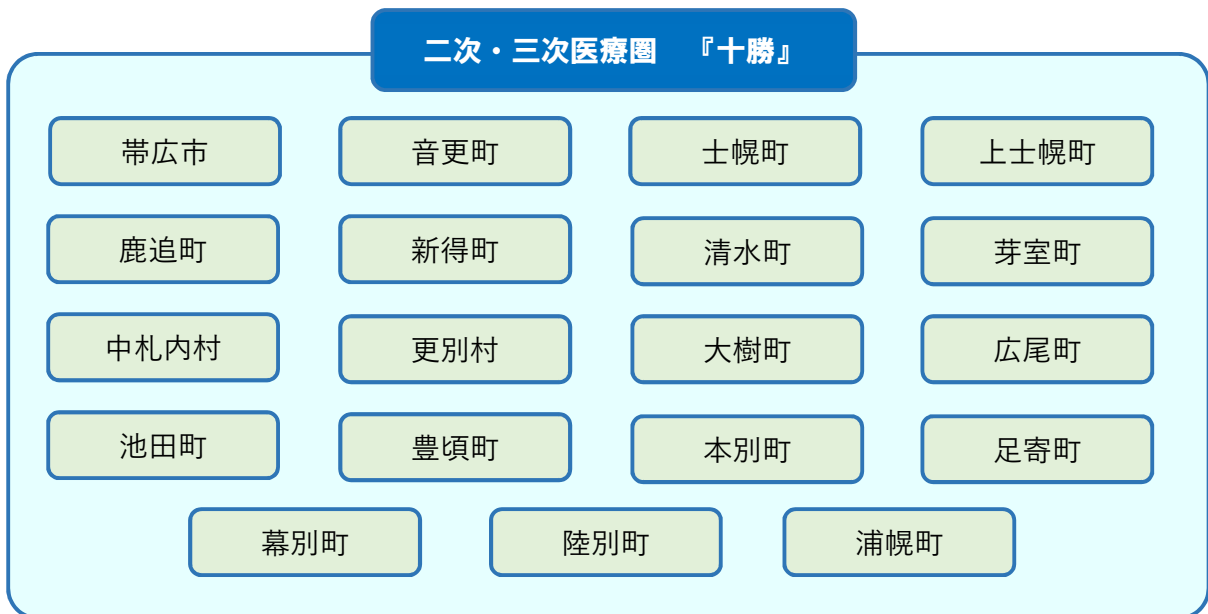 二次・三次医療圏　『十勝』
帯広市　音更町　士幌町　上士幌町
鹿追町　新得町　清水町　芽室町
中札内村　更別村　大樹町　広尾町
池田町　豊頃町　本別町　足寄町
幕別町　陸別町　浦幌町